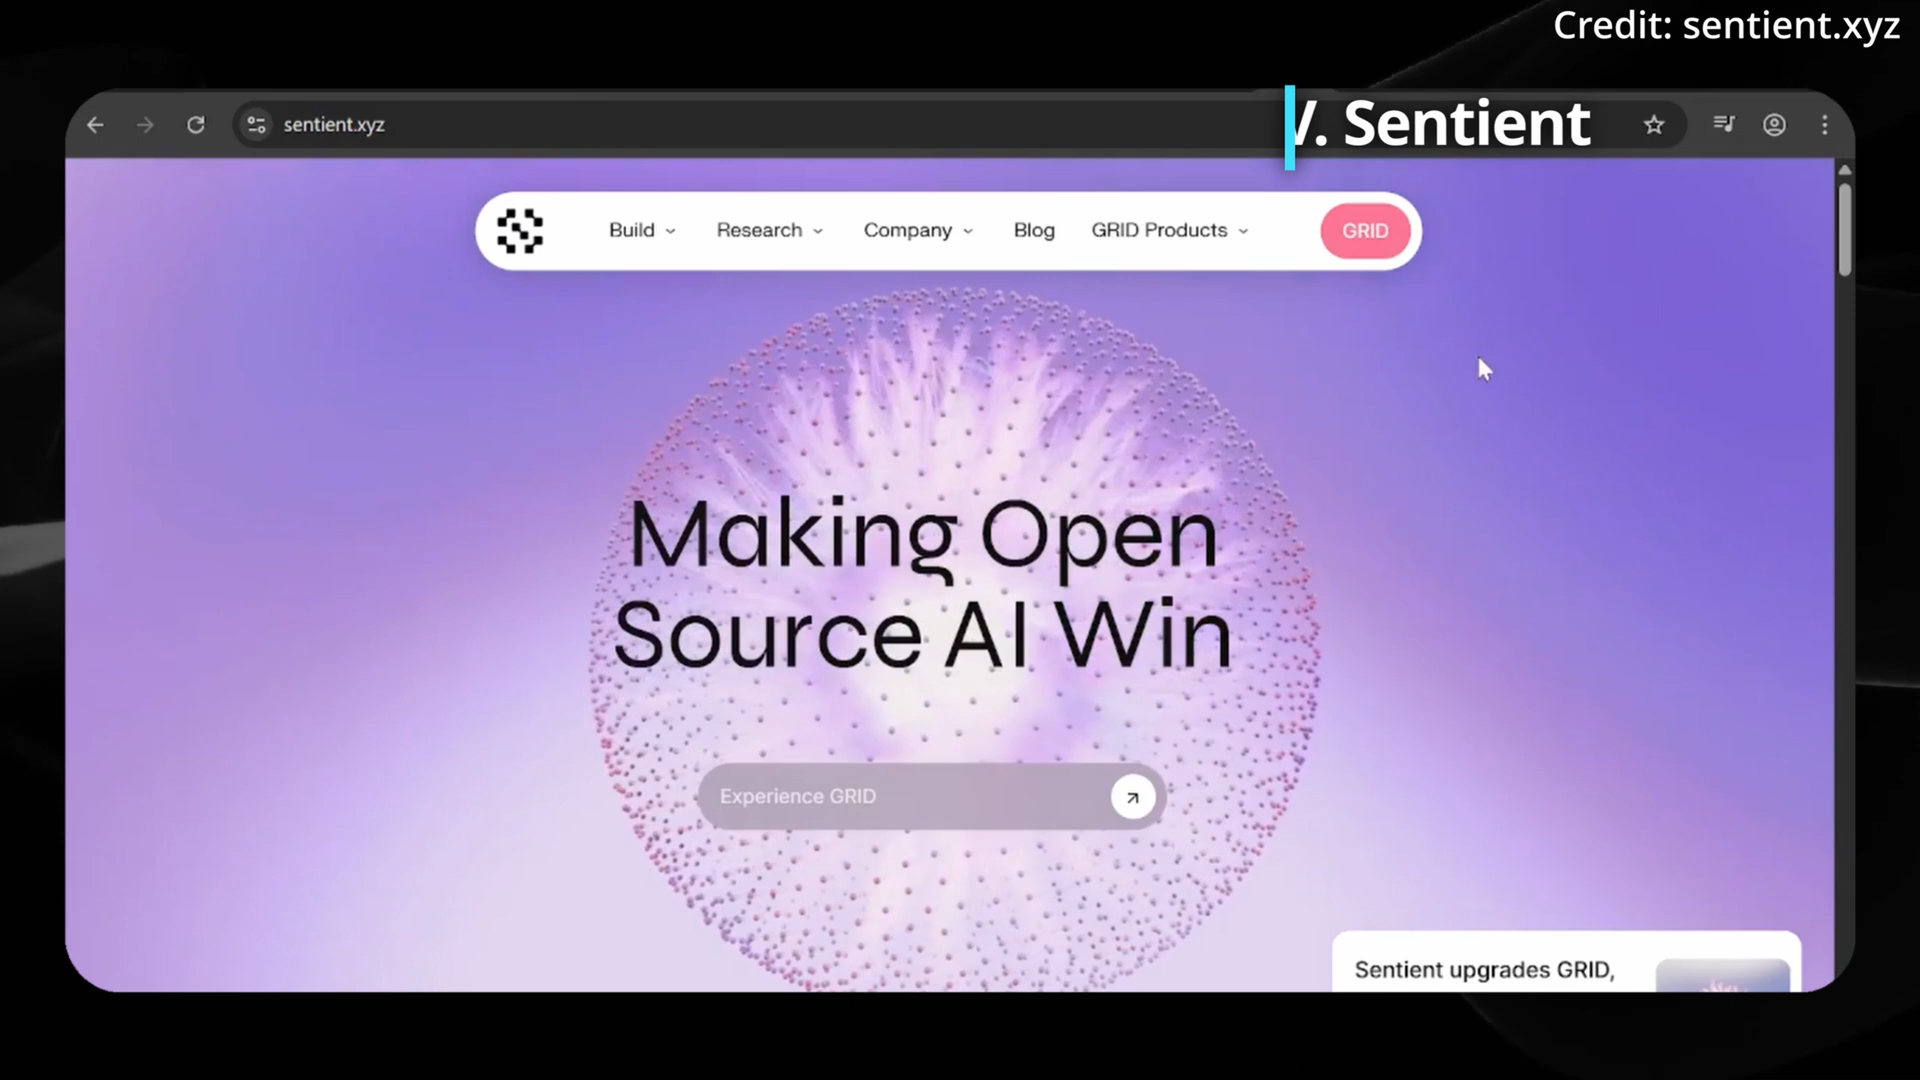 Credit: sentient.xyz
sentient.xyz
V. Sentient
Build
Research
Company
Blog
GRID Products
GRID
Making Open
Source AI Win
Experience GRID
Sentient upgrades GRID,